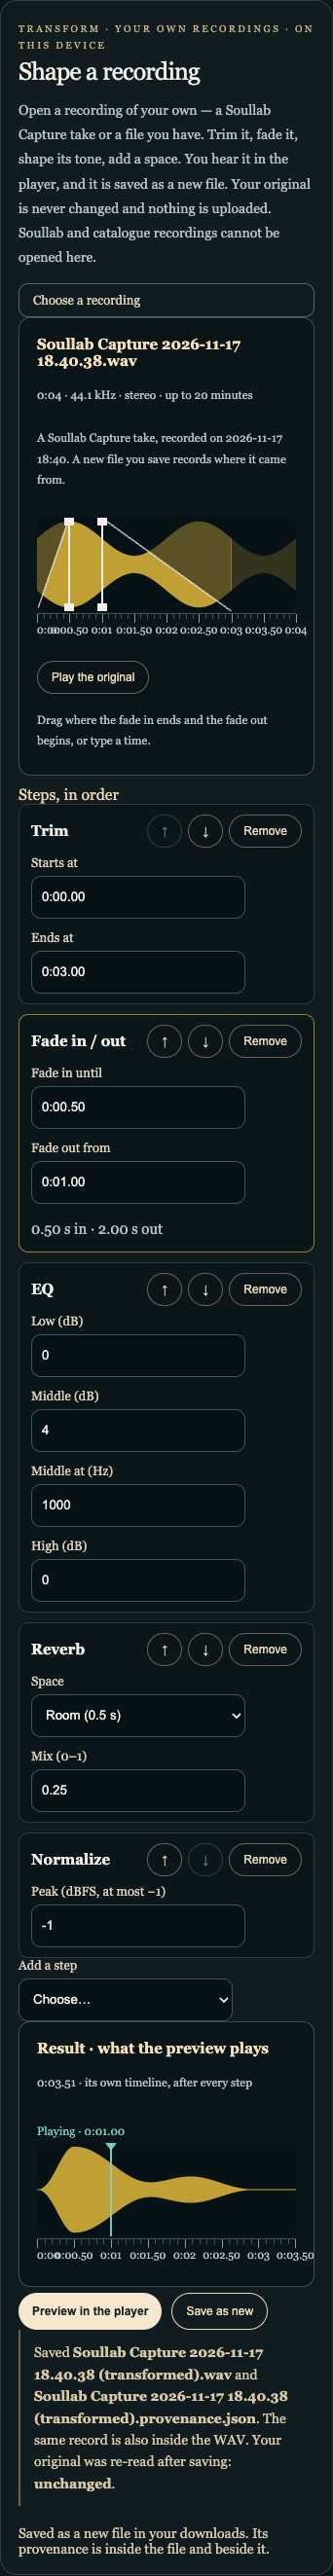 TRANSFORM · YOUR OWN RECORDINGS · ON
THIS DEVICE
Shape a recording
Open a recording of your own — a Soullab
Capture take or a file you have. Trim it, fade it,
shape its tone, add a space. You hear it in the
player, and it is saved as a new file. Your original
is never changed and nothing is uploaded.
Soullab and catalogue recordings cannot be
opened here.
Choose a recording
Soullab Capture 2026-11-17
18.40.38.wav
0:04 · 44.1 kHz · stereo · up to 20 minutes
A Soullab Capture take, recorded on 2026-11-17
18:40. A new file you save records where it came
from.
0:00 0:00.50 0:01 0:01.50 0:02 0:02.50 0:03 0:03.50 0:04
Play the original
Drag where the fade in ends and the fade out
begins, or type a time.
Steps, in order
Trim ↑ ↓ Remove
Starts at
0:00.00
Ends at
0:03.00
Fade in / out ↑ ↓ Remove
Fade in until
0:00.50
Fade out from
0:01.00
0.50 s in · 2.00 s out
EQ ↑ ↓ Remove
Low (dB)
0
Middle (dB)
4
Middle at (Hz)
1000
High (dB)
0
Reverb ↑ ↓ Remove
Space
Room (0.5 s)
Mix (0–1)
0.25
Normalize ↑ ↓ Remove
Peak (dBFS, at most −1)
-1
Add a step
Choose...
Result · what the preview plays
0:03.51 · its own timeline, after every step
Playing · 0:01.00
0:00 0:00.50 0:01 0:01.50 0:02 0:02.50 0:03 0:03.50
Preview in the player Save as new
Saved Soullab Capture 2026-11-17
18.40.38 (transformed).wav and
Soullab Capture 2026-11-17 18.40.38
(transformed).provenance.json. The
same record is also inside the WAV. Your
original was re-read after saving:
unchanged.
Saved as a new file in your downloads. Its
provenance is inside the file and beside it.